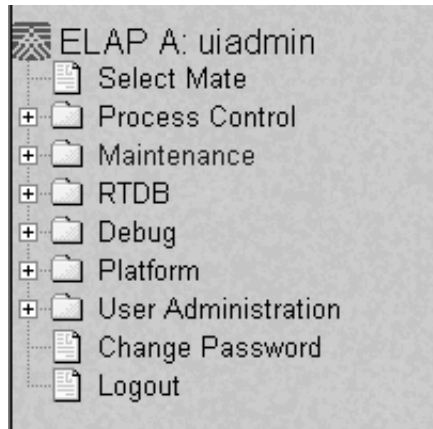 ELAP A: uiadmin
Select Mate
Process Control
Maintenance
RTDB
Debug
Platform
User Administration
Change Password
Logout